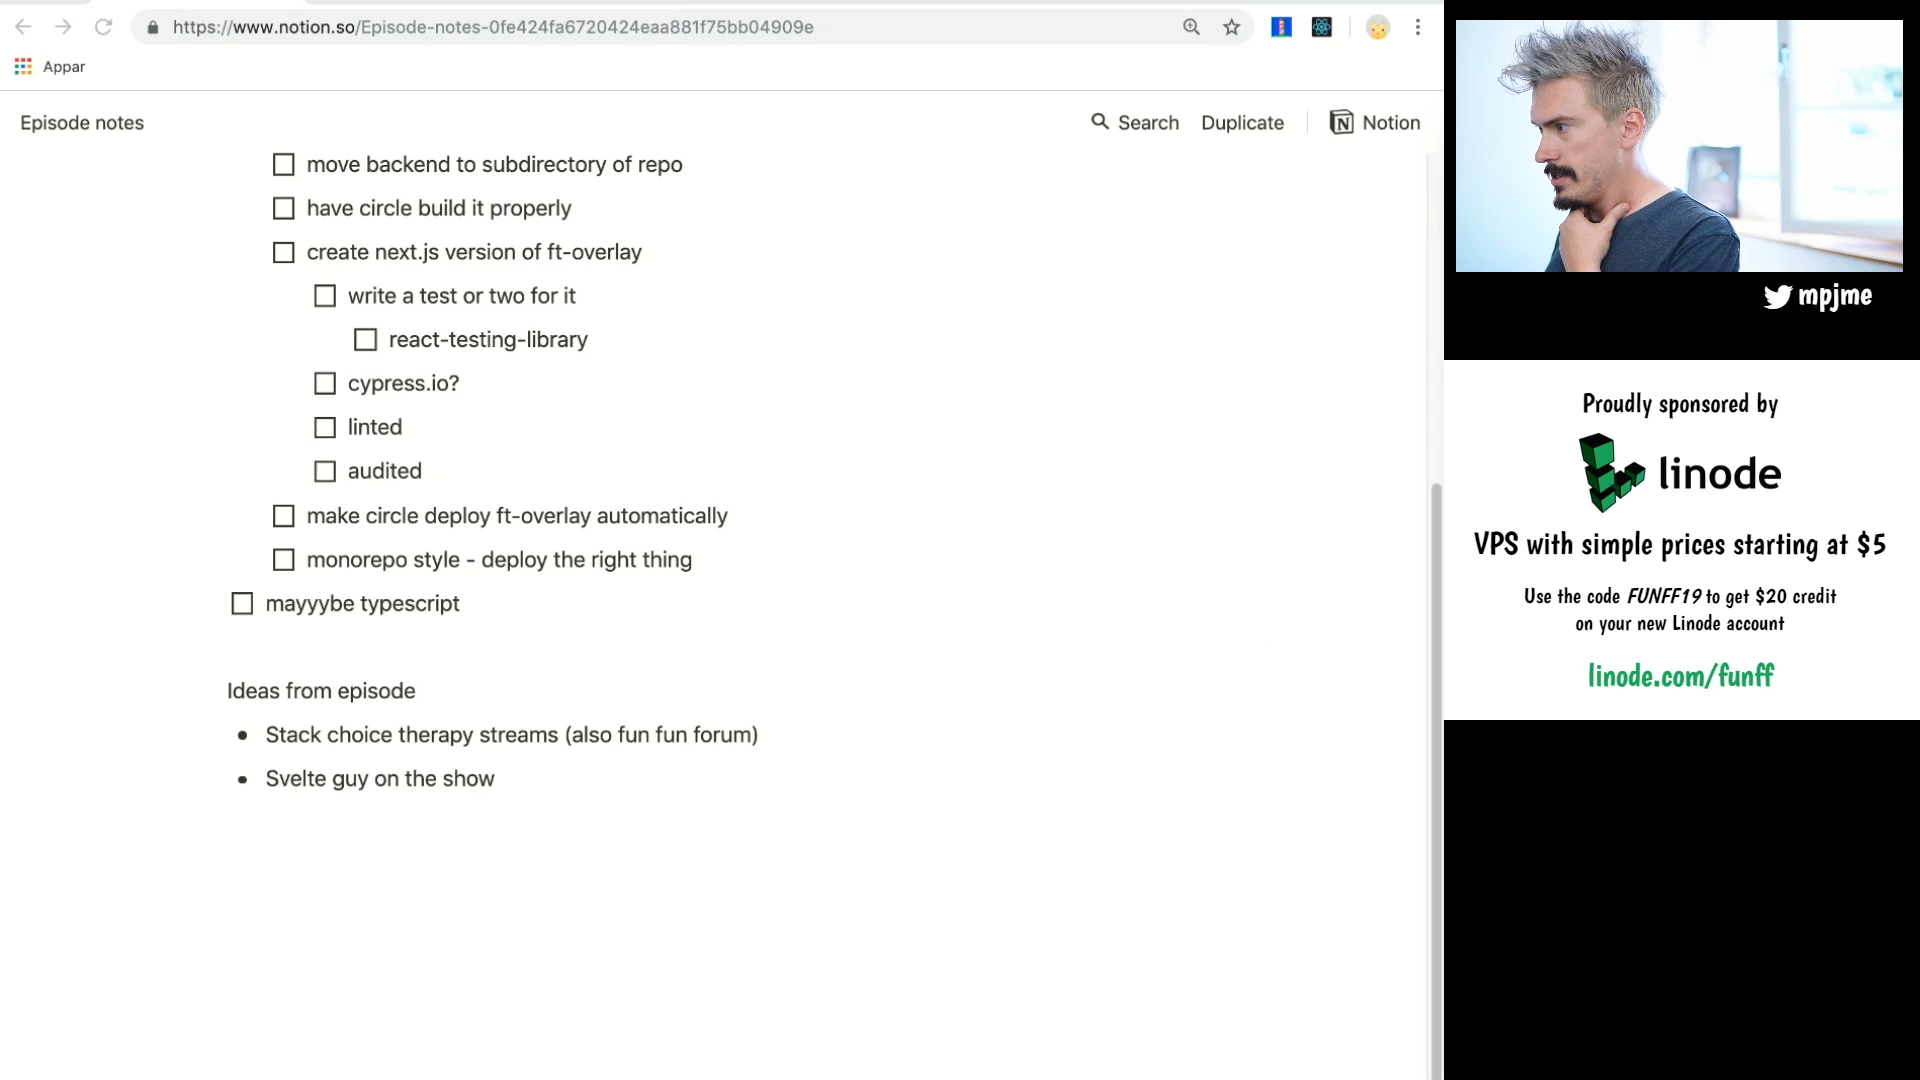 https://www.notion.so/Episode-notes-0fe424fa6720424eaa881f75bb04909e
Appar
Episode notes
Search
Duplicate
Notion
move backend to subdirectory of repo
have circle build it properly
create next.js version of ft-overlay
write a test or two for it
react-testing-library
cypress.io?
linted
audited
make circle deploy ft-overlay automatically
monorepo style - deploy the right thing
mayyybe typescript
Ideas from episode
Stack choice therapy streams (also fun fun forum)
Svelte guy on the show
mpjme
Proudly sponsored by
linode
VPS with simple prices starting at $5
Use the code FUNFF19 to get $20 credit
on your new Linode account
linode.com/funff